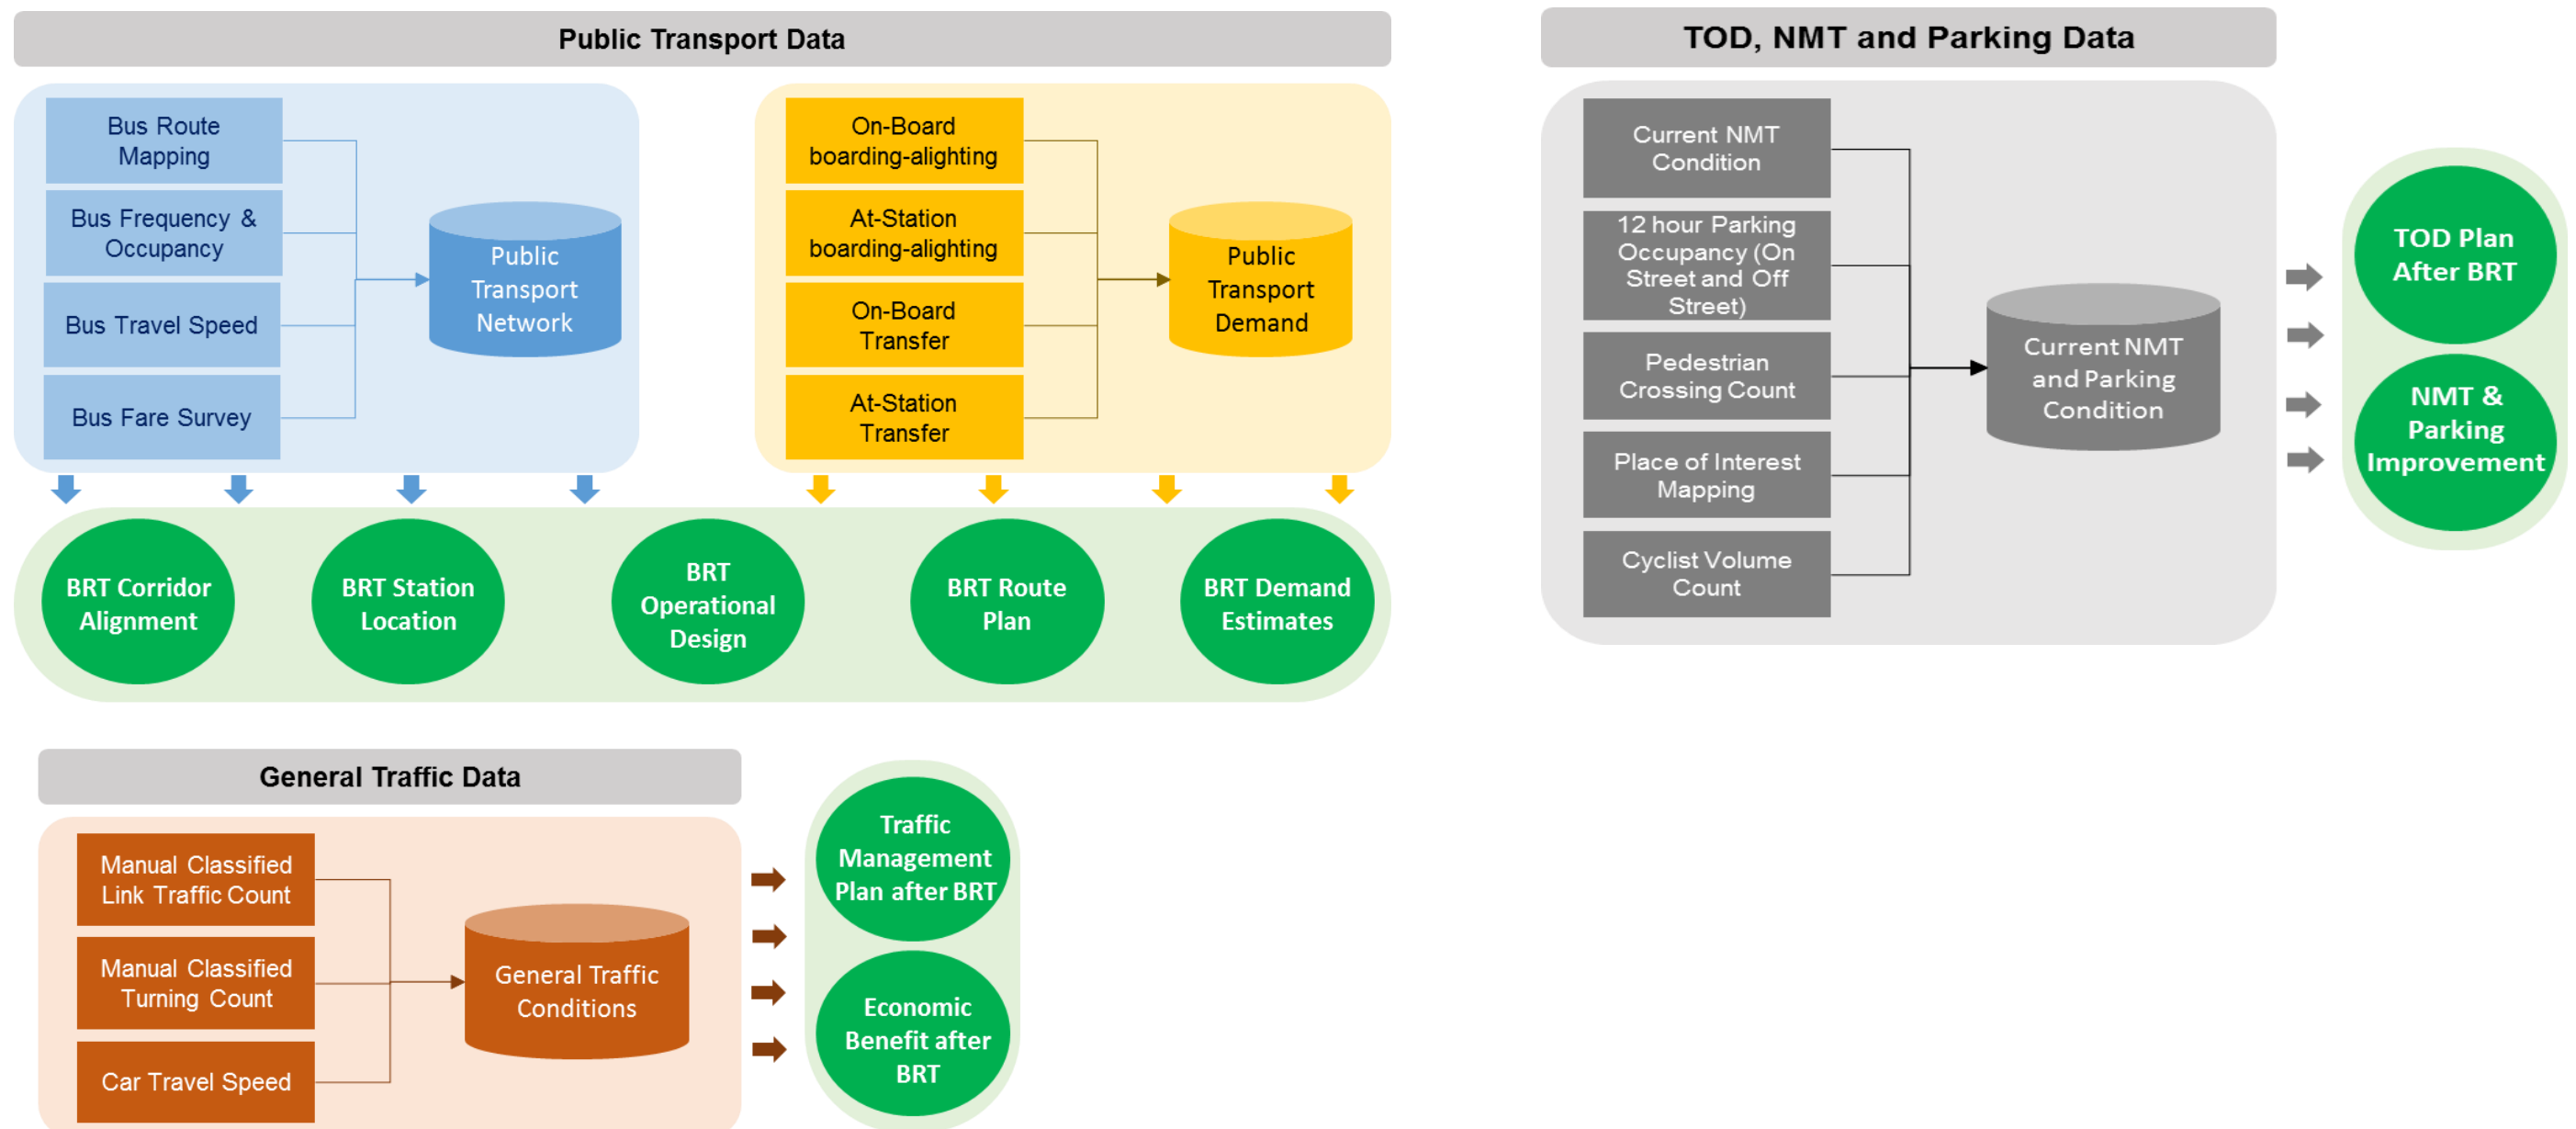 Public Transport Data
Bus Route
Mapping
Bus Frequency &
Occupancy
Bus Travel Speed
Bus Fare Survey
Public
Transport
Network
On-Board
boarding-alighting
At-Station
boarding-alighting
On-Board
Transfer
At-Station
Transfer
Public
Transport
Demand
BRT Corridor
Alignment
BRT Station
Location
BRT
Operational
Design
BRT Route
Plan
BRT Demand
Estimates
TOD, NMT and Parking Data
Current NMT
Condition
12 hour Parking
Occupancy (On
Street and Off
Street)
Pedestrian
Crossing Count
Place of Interest
Mapping
Cyclist Volume
Count
Current NMT
and Parking
Condition
TOD Plan
After BRT
NMT &
Parking
Improvement
General Traffic Data
Manual Classified
Link Traffic Count
Manual Classified
Turning Count
Car Travel Speed
General Traffic
Conditions
Traffic
Management
Plan after BRT
Economic
Benefit after
BRT